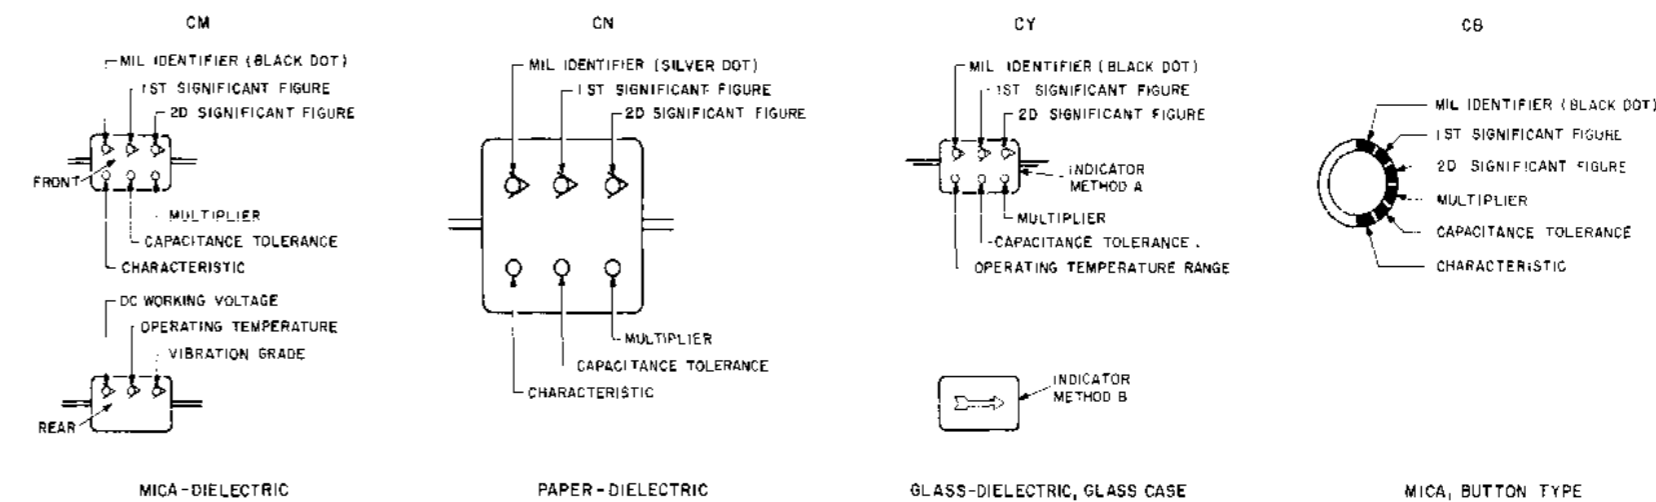 CM
MIL IDENTIFIER (BLACK DOT)
1ST SIGNIFICANT FIGURE
2D SIGNIFICANT FIGURE
FRONT
MULTIPLIER
CAPACITANCE TOLERANCE
CHARACTERISTIC
DC WORKING VOLTAGE
OPERATING TEMPERATURE
VIBRATION GRADE
REAR
MICA-DIELECTRIC
CN
MIL IDENTIFIER (SILVER DOT)
1ST SIGNIFICANT FIGURE
2D SIGNIFICANT FIGURE
MULTIPLIER
CAPACITANCE TOLERANCE
CHARACTERISTIC
PAPER-DIELECTRIC
CY
MIL IDENTIFIER (BLACK DOT)
1ST SIGNIFICANT FIGURE
2D SIGNIFICANT FIGURE
INDICATOR
METHOD A
MULTIPLIER
CAPACITANCE TOLERANCE.
OPERATING TEMPERATURE RANGE
INDICATOR
METHOD B
GLASS-DIELECTRIC, GLASS CASE
CB
MIL IDENTIFIER (BLACK DOT)
1ST SIGNIFICANT FIGURE
2D SIGNIFICANT FIGURE
MULTIPLIER
CAPACITANCE TOLERANCE
CHARACTERISTIC
MICA, BUTTON TYPE